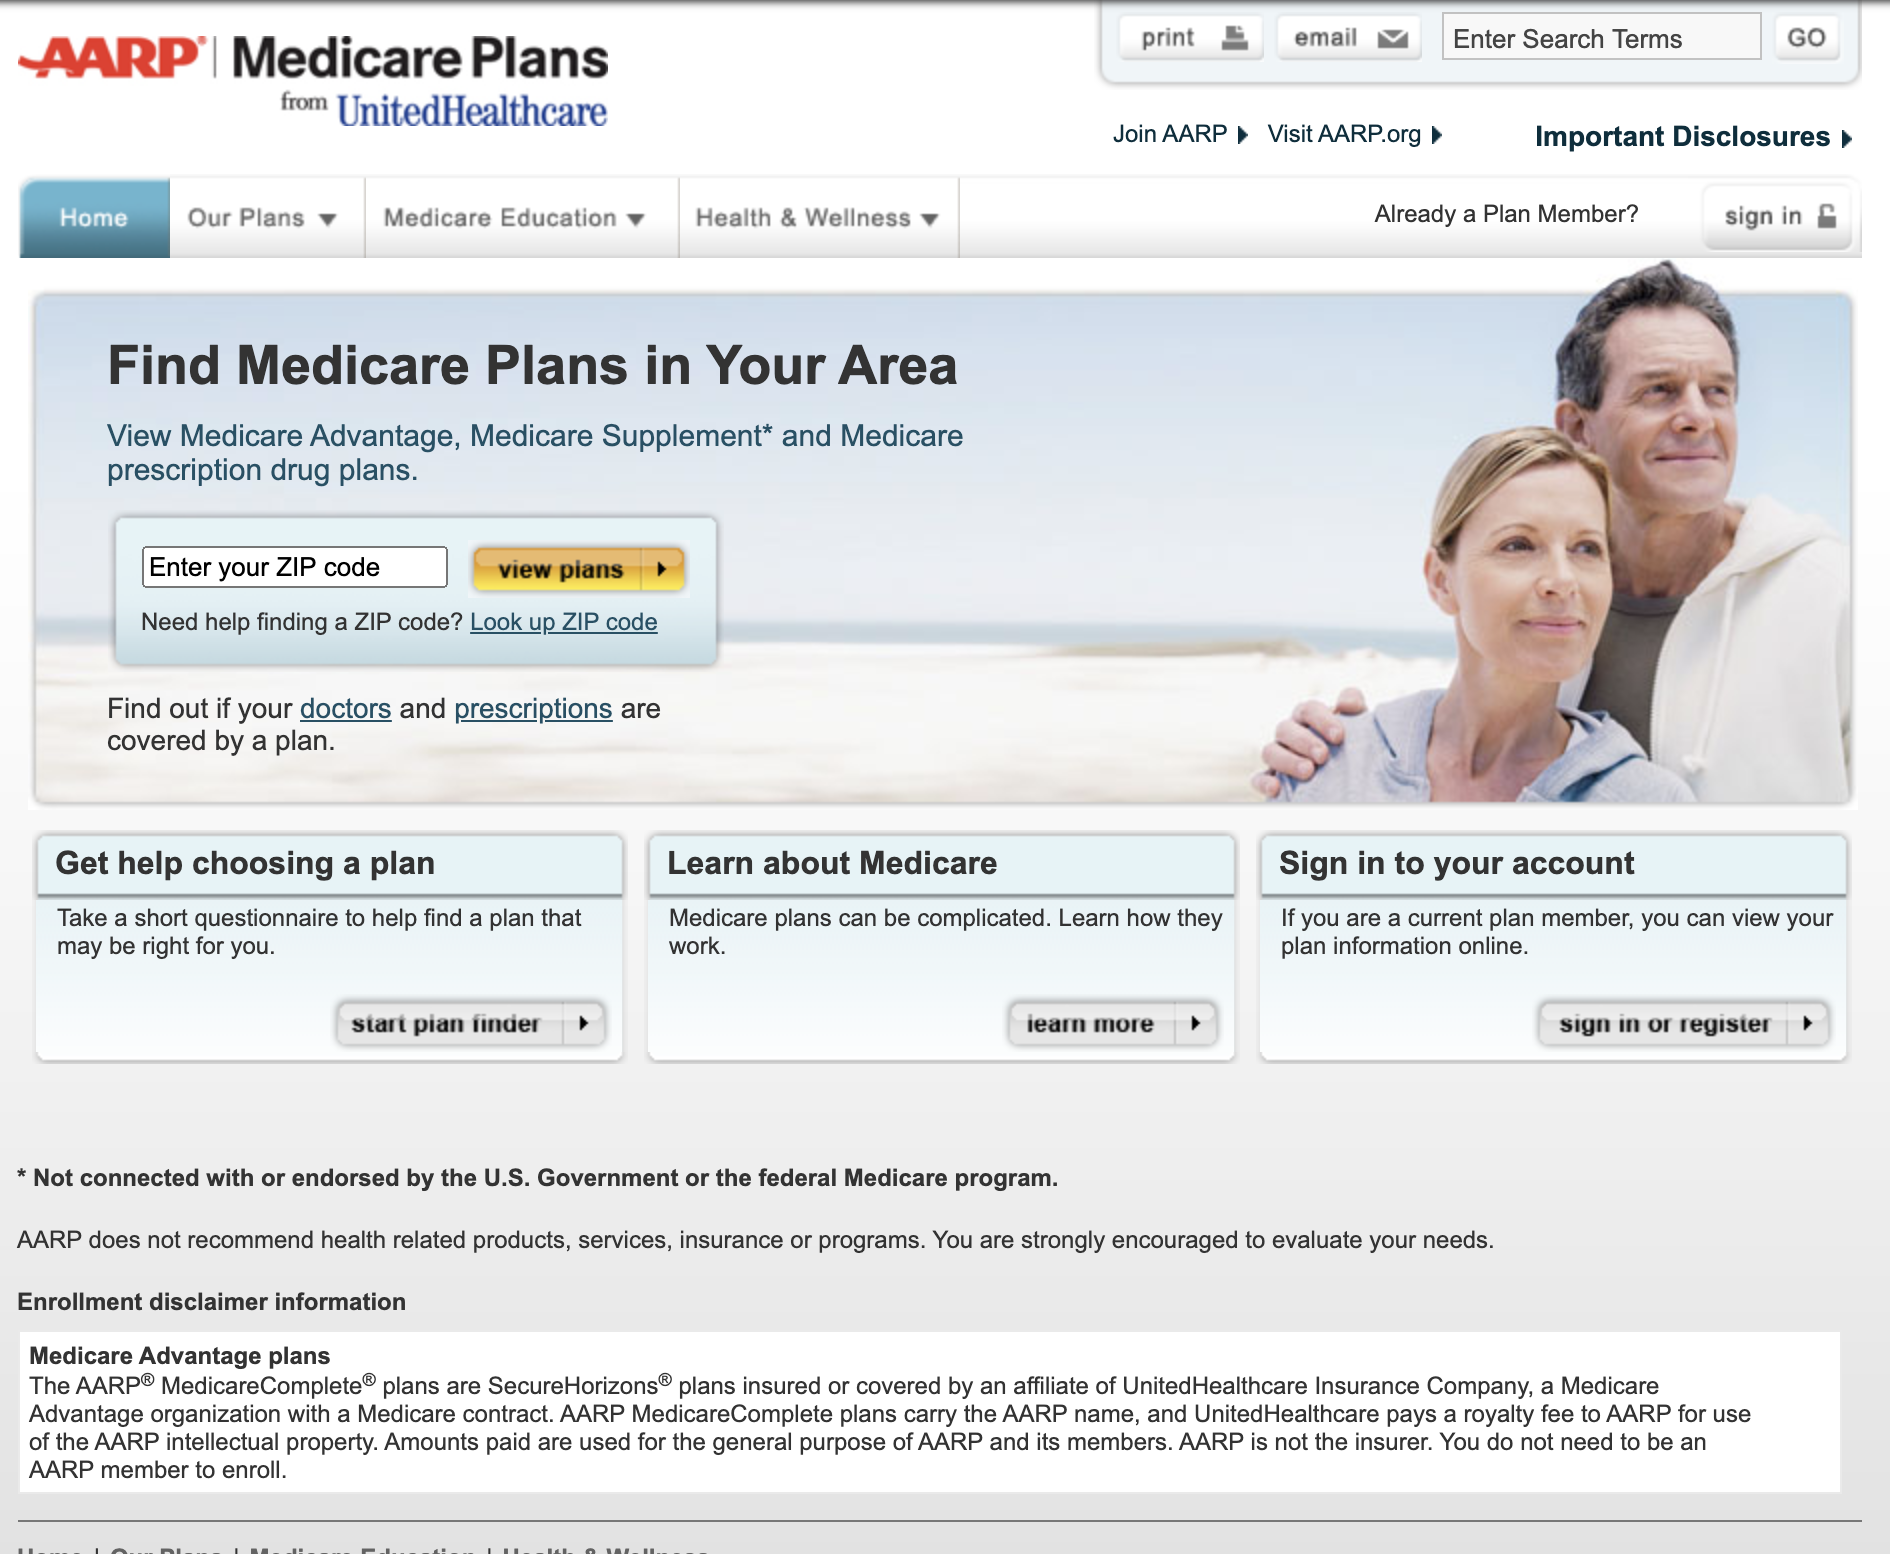 AARP® | Medicare Plans
from UnitedHealthcare
print
email
Enter Search Terms
GO
Join AARP
Visit AARP.org
Important Disclosures
Home
Our Plans
Medicare Education
Health & Wellness
Already a Plan Member?
sign in
Find Medicare Plans in Your Area
View Medicare Advantage, Medicare Supplement* and Medicare
prescription drug plans.
Enter your ZIP code
view plans
Need help finding a ZIP code? Look up ZIP code
Find out if your doctors and prescriptions are
covered by a plan.
Get help choosing a plan
Take a short questionnaire to help find a plan that
may be right for you.
start plan finder
Learn about Medicare
Medicare plans can be complicated. Learn how they
work.
learn more
Sign in to your account
If you are a current plan member, you can view your
plan information online.
sign in or register
* Not connected with or endorsed by the U.S. Government or the federal Medicare program.
AARP does not recommend health related products, services, insurance or programs. You are strongly encouraged to evaluate your needs.
Enrollment disclaimer information
Medicare Advantage plans
The AARP® MedicareComplete® plans are SecureHorizons® plans insured or covered by an affiliate of UnitedHealthcare Insurance Company, a Medicare
Advantage organization with a Medicare contract. AARP MedicareComplete plans carry the AARP name, and UnitedHealthcare pays a royalty fee to AARP for use
of the AARP intellectual property. Amounts paid are used for the general purpose of AARP and its members. AARP is not the insurer. You do not need to be an
AARP member to enroll.
Home | Our Plans | Medicare Education | Health & Wellness